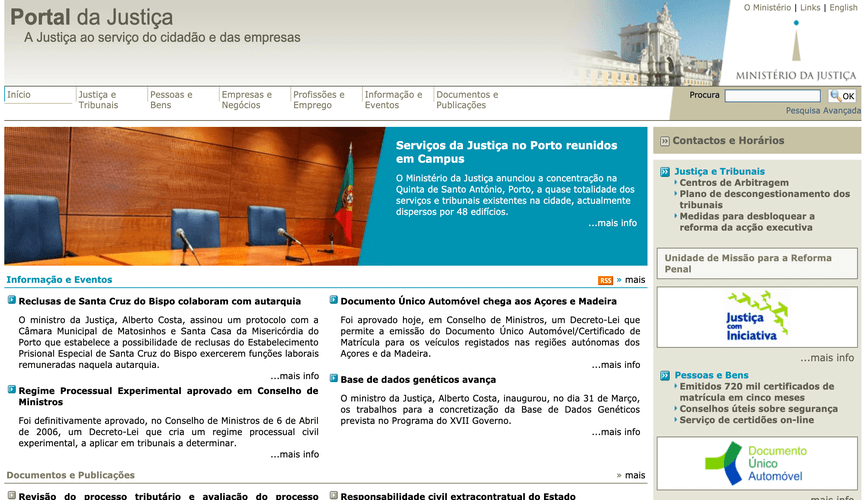 Portal da Justiça
A Justiça ao serviço do cidadão e das empresas
O Ministério | Links | English
MINISTÉRIO DA JUSTIÇA
Início
Justiça e
Tribunais
Pessoas e
Bens
Empresas e
Negócios
Profissões e
Emprego
Informação e
Eventos
Documentos e
Publicações
Procura
OK
Pesquisa Avançada
Serviços da Justiça no Porto reunidos
em Campus
O Ministério da Justiça anunciou a concentração na
Quinta de Santo António, Porto, a quase totalidade dos
serviços e tribunais existentes na cidade, actualmente
dispersos por 48 edifícios.
...mais info
Informação e Eventos
RSS » mais
Reclusas de Santa Cruz do Bispo colaboram com autarquia
O ministro da Justiça, Alberto Costa, assinou um protocolo com a
Câmara Municipal de Matosinhos e Santa Casa da Misericórdia do
Porto que estabelece a possibilidade de reclusas do Estabelecimento
Prisional Especial de Santa Cruz do Bispo exercerem funções laborais
remuneradas naquela autarquia.
...mais info
Regime Processual Experimental aprovado em Conselho de
Ministros
Foi definitivamente aprovado, no Conselho de Ministros de 6 de Abril
de 2006, um Decreto-Lei que cria um regime processual civil
experimental, a aplicar em tribunais a determinar.
...mais info
Documento Único Automóvel chega aos Açores e Madeira
Foi aprovado hoje, em Conselho de Ministros, um Decreto-Lei que
permite a emissão do Documento Único Automóvel/Certificado de
Matrícula para os veículos registados nas regiões autónomas dos
Açores e da Madeira.
...mais info
Base de dados genéticos avança
O ministro da Justiça, Alberto Costa, inaugurou, no dia 31 de Março,
os trabalhos para a concretização da Base de Dados Genéticos
prevista no Programa do XVII Governo.
...mais info
Documentos e Publicações
» mais
Revisão do processo tributário e avaliação do processo
Responsabilidade civil extracontratual do Estado
Contactos e Horários
Justiça e Tribunais
Centros de Arbitragem
Plano de descongestionamento dos
tribunais
Medidas para desbloquear a
reforma da acção executiva
Unidade de Missão para a Reforma
Penal
Justiça
com
Iniciativa
...mais info
Pessoas e Bens
Emitidos 720 mil certificados de
matrícula em cinco meses
Conselhos úteis sobre segurança
Serviço de certidões on-line
Documento
Único
Automóvel
...mais info